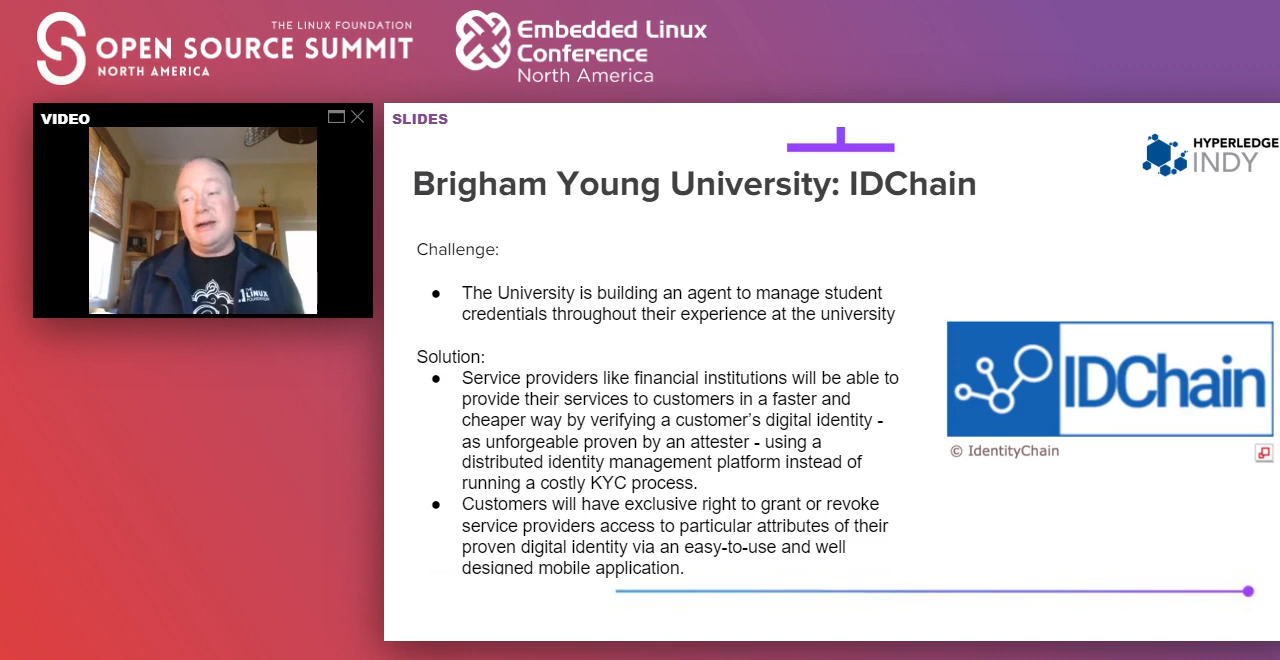 THE LINUX FOUNDATION
OPEN SOURCE SUMMIT
NORTH AMERICA
Embedded Linux
Conference
North America
VIDEO
THE
LINUX
FOUNDATION
SLIDES
HYPERLEDGE
INDY
Brigham Young University: IDChain
Challenge:
● The University is building an agent to manage student
credentials throughout their experience at the university
Solution:
● Service providers like financial institutions will be able to
provide their services to customers in a faster and
cheaper way by verifying a customer’s digital identity -
as unforgeable proven by an attester - using a
distributed identity management platform instead of
running a costly KYC process.
● Customers will have exclusive right to grant or revoke
service providers access to particular attributes of their
proven digital identity via an easy-to-use and well
designed mobile application.
IDChain
© IdentityChain